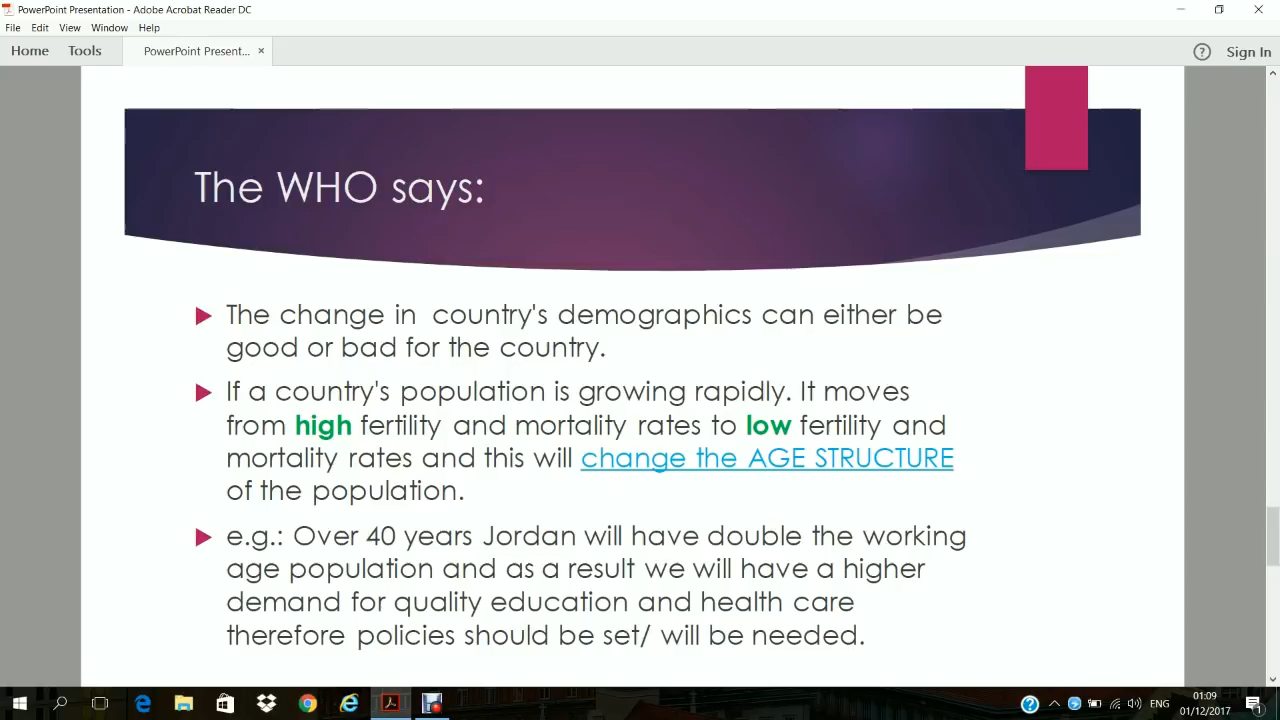 PowerPoint Presentation - Adobe Acrobat Reader DC
File Edit View Window Help
Home Tools PowerPoint Present... × ? Sign In
The WHO says:
The change in  country's demographics can either be
good or bad for the country.
If a country's population is growing rapidly. It moves
from high fertility and mortality rates to low fertility and
mortality rates and this will change the AGE STRUCTURE
of the population.
e.g.: Over 40 years Jordan will have double the working
age population and as a result we will have a higher
demand for quality education and health care
therefore policies should be set/ will be needed.
ENG
01:09
01/12/2017
1